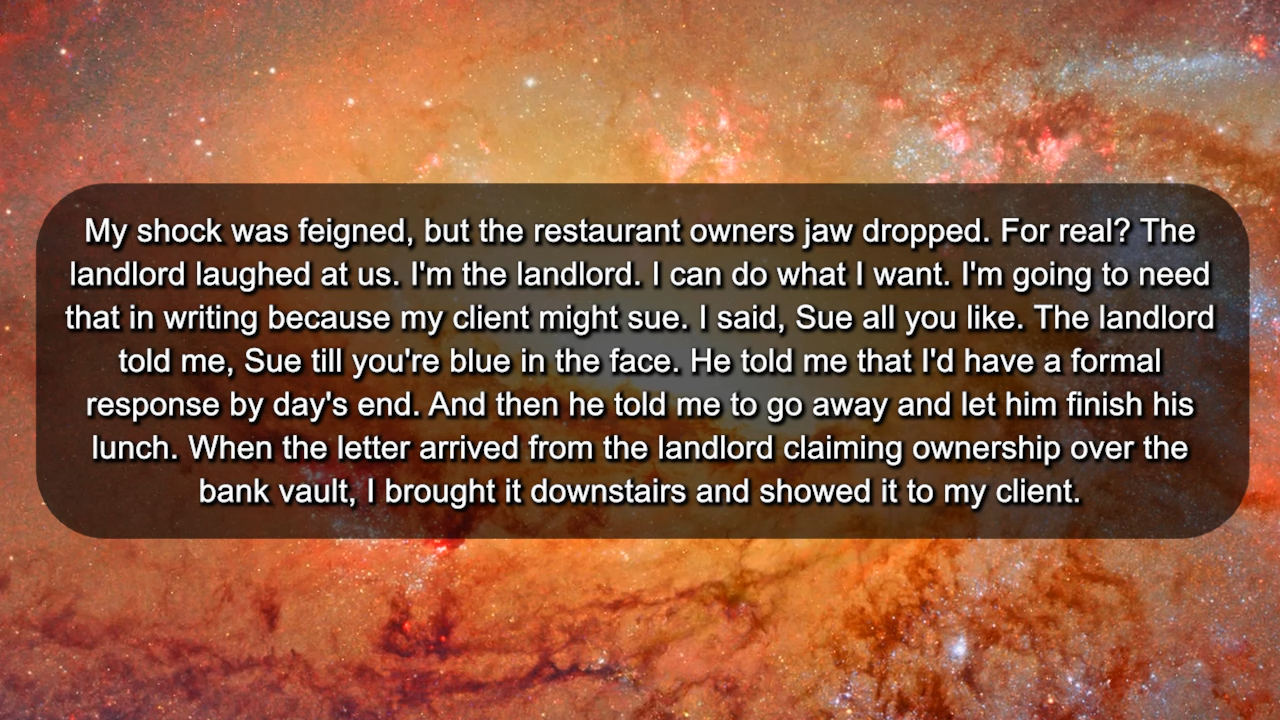 My shock was feigned, but the restaurant owners jaw dropped. For real? The
landlord laughed at us. I'm the landlord. I can do what I want. I'm going to need
that in writing because my client might sue. I said, Sue all you like. The landlord
told me, Sue till you're blue in the face. He told me that I'd have a formal
response by day's end. And then he told me to go away and let him finish his
lunch. When the letter arrived from the landlord claiming ownership over the
bank vault, I brought it downstairs and showed it to my client.